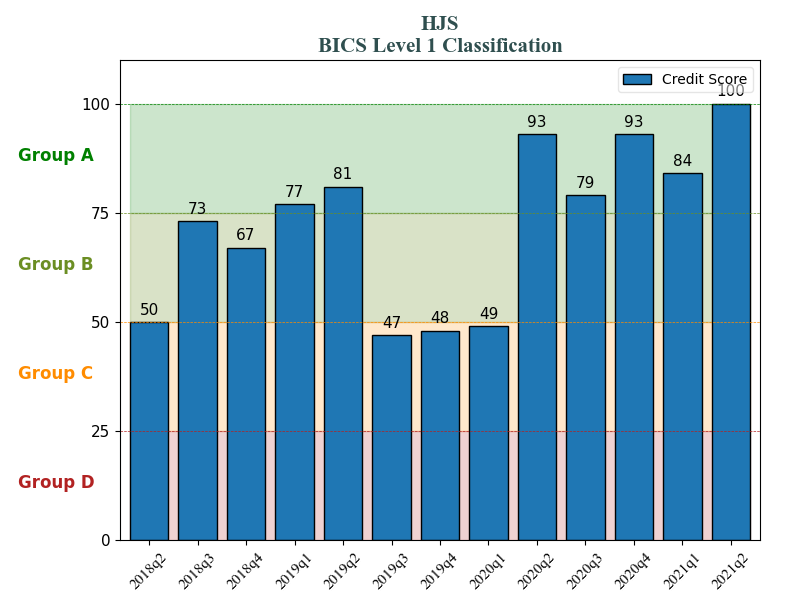 HJS
BICS Level 1 Classification
Credit Score
100
100
Group A
93
93
84
81
79
77
75
73
67
Group B
50
50
49
48
47
Group C
25
Group D
0
2018q2
2018q3
2018q4
2019q1
2019q2
2019q3
2019q4
2020q1
2020q2
2020q3
2020q4
2021q1
2021q2